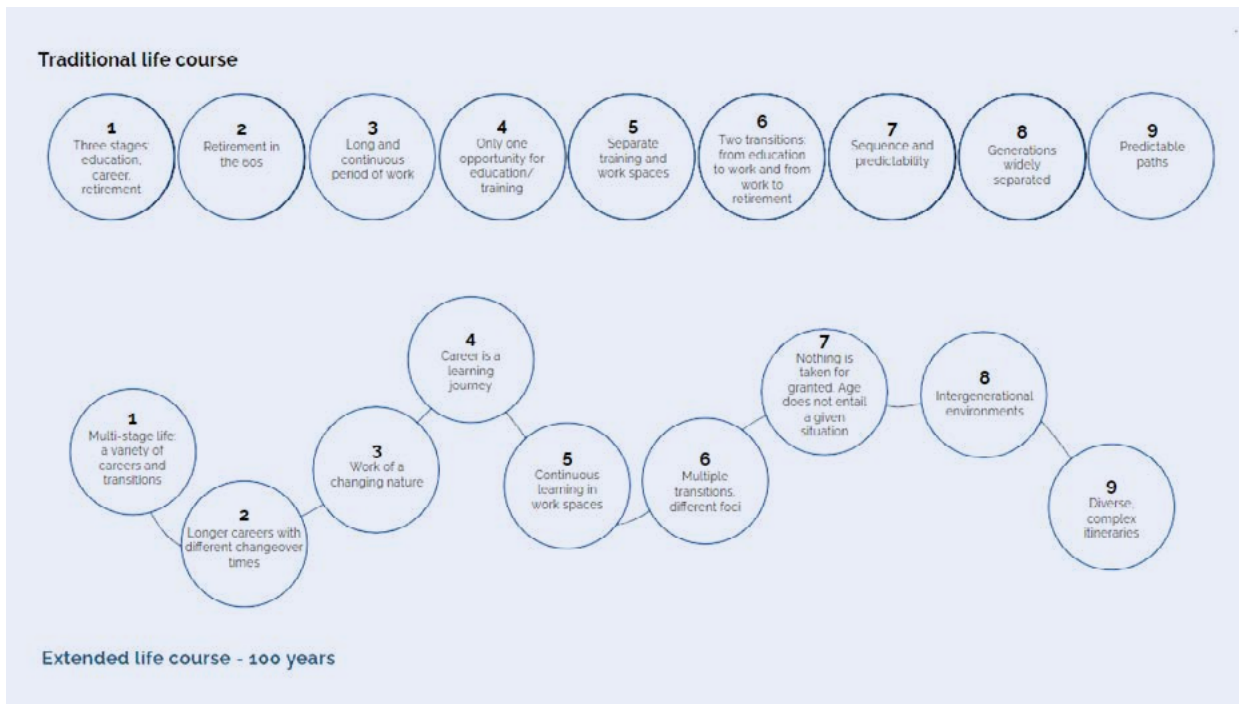 Traditional life course
1
Three stages:
education,
career,
retirement
2
Retirement in
the 60s
3
Long and
continuous
period of work
4
Only one
opportunity for
education/
training
5
Separate
training and
work spaces
6
Two transitions:
from education
to work and from
work to
retirement
7
Sequence and
predictability
8
Generations
widely
separated
9
Predictable
paths
1
Multi-stage life:
a variety of
careers and
transitions
2
Longer careers with
different changeover
times
3
Work of a
changing nature
4
Career is a
learning
journey
5
Continuous
learning in
work spaces
6
Multiple
transitions,
different foci
7
Nothing is
taken for
granted. Age
does not entail
a given
situation
8
Intergenerational
environments
9
Diverse,
complex
itineraries
Extended life course - 100 years